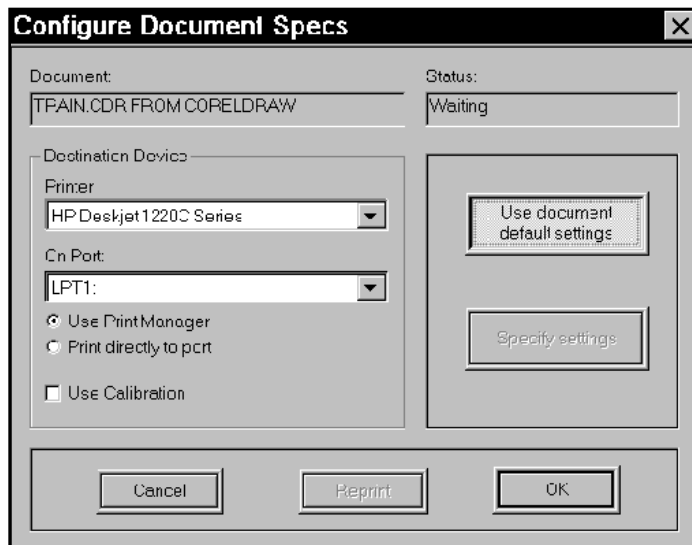 Configure Document Specs
Document:
Status:
TRAIN.CDR FROM CORELDRAW
Waiting
Destination Device
Printer
HP Deskjet 1220C Series
Use document
default settings
On Port:
LPT1:
Use Print Manager
Print directly to port
Specify settings
Use Calibration
Cancel
Reprint
OK